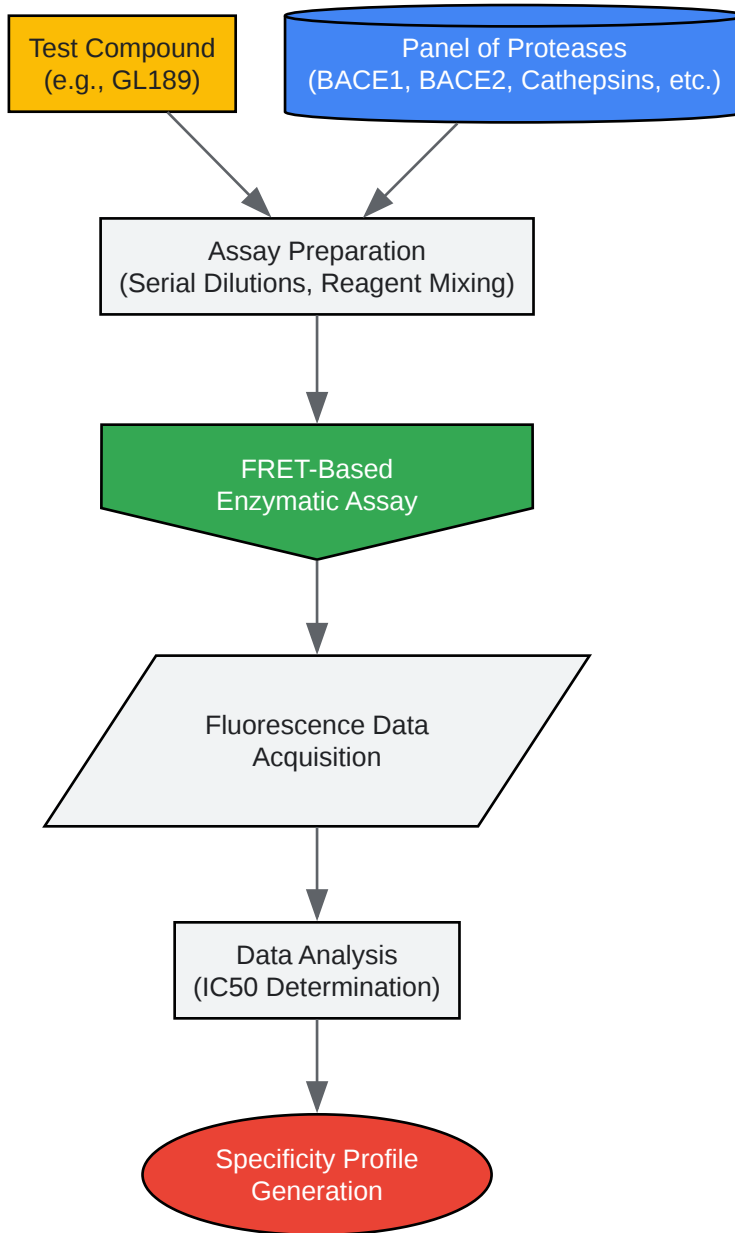 Test Compound
(e.g., GL189)
Panel of Proteases
(BACE1, BACE2, Cathepsins, etc.)
Assay Preparation
(Serial Dilutions, Reagent Mixing)
FRET-Based
Enzymatic Assay
Fluorescence Data
Acquisition
Data Analysis
(IC50 Determination)
Specificity Profile
Generation